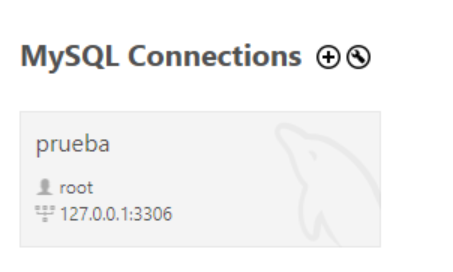 MySQL Connections
prueba
root
127.0.0.1:3306